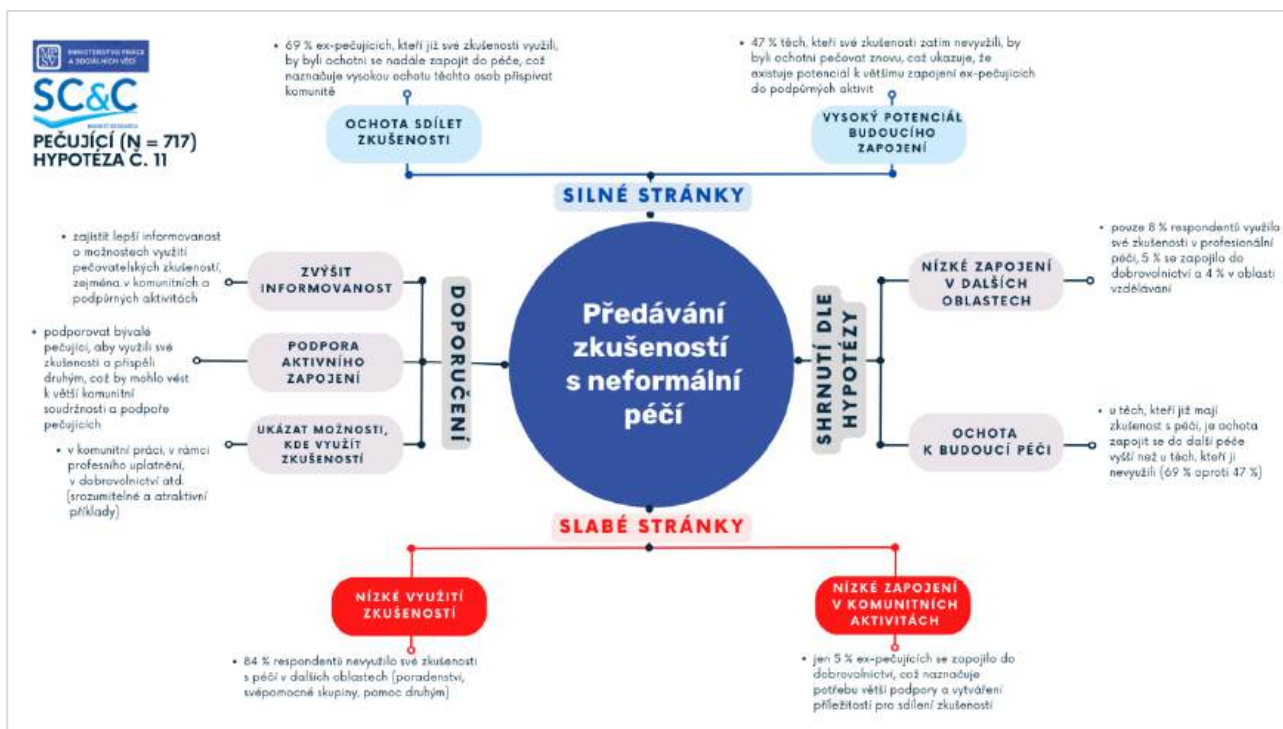 MPSV
MINISTERSTVO PRÁCE
A SOCIÁLNÍCH VĚCÍ
SC&C
MARKET RESEARCH
PEČUJÍCÍ (N = 717)
HYPOTÉZA Č. 11
• 69 % ex-pečujících, kteří již své zkušenosti využili,
by byli ochotni se nadále zapojit do péče, což
naznačuje vysokou ochotu těchto osob přispívat
komunitě
• 47 % těch, kteří své zkušenosti zatím nevyužili, by
byli ochotni pečovat znovu, což ukazuje, že
existuje potenciál k většímu zapojení ex-pečujících
do podpůrných aktivit
OCHOTA SDÍLET
ZKUŠENOSTI
VYSOKÝ POTENCIÁL
BUDOUCÍHO
ZAPOJENÍ
SILNÉ STRÁNKY
• zajistit lepší informovanost
o možnostech využití
pečovatelských zkušeností,
zejména v komunitních a
podpůrných aktivitách
ZVÝŠIT
INFORMOVANOST
• podporovat bývalé
pečující, aby využili své
zkušenosti a přispěli
druhým, což by mohlo vést
k větší komunitní
soudržnosti a podpoře
pečujících
PODPORA
AKTIVNÍHO
ZAPOJENÍ
• v komunitní práci, v rámci
profesního uplatnění,
v dobrovolnictví atd.
(srozumitelné a atraktivní
příklady)
UKÁZAT MOŽNOSTI,
KDE VYUŽÍT
ZKUŠENOSTI
DOPORUČENÍ
Předávání
zkušeností
s neformální
péčí
SHRNUTÍ DLE
HYPOTÉZY
NÍZKÉ ZAPOJENÍ
V DALŠÍCH
OBLASTECH
• pouze 8 % respondentů využilo
své zkušenosti v profesionální
péči, 5 % se zapojilo do
dobrovolnictví a 4 % v oblasti
vzdělávání
OCHOTA
K BUDOUCÍ PÉČI
• u těch, kteří již mají
zkušenost s péčí, je ochota
zapojit se do další péče
vyšší než u těch, kteří ji
nevyužili (69 % oproti 47 %)
SLABÉ STRÁNKY
NÍZKÉ VYUŽITÍ
ZKUŠENOSTÍ
NÍZKÉ ZAPOJENÍ
V KOMUNITNÍCH
AKTIVITÁCH
• 84 % respondentů nevyužilo své zkušenosti
s péčí v dalších oblastech (poradenství,
svépomocné skupiny, pomoc druhým)
• jen 5 % ex-pečujících se zapojilo do
dobrovolnictví, což naznačuje
potřebu větší podpory a vytváření
příležitostí pro sdílení zkušeností